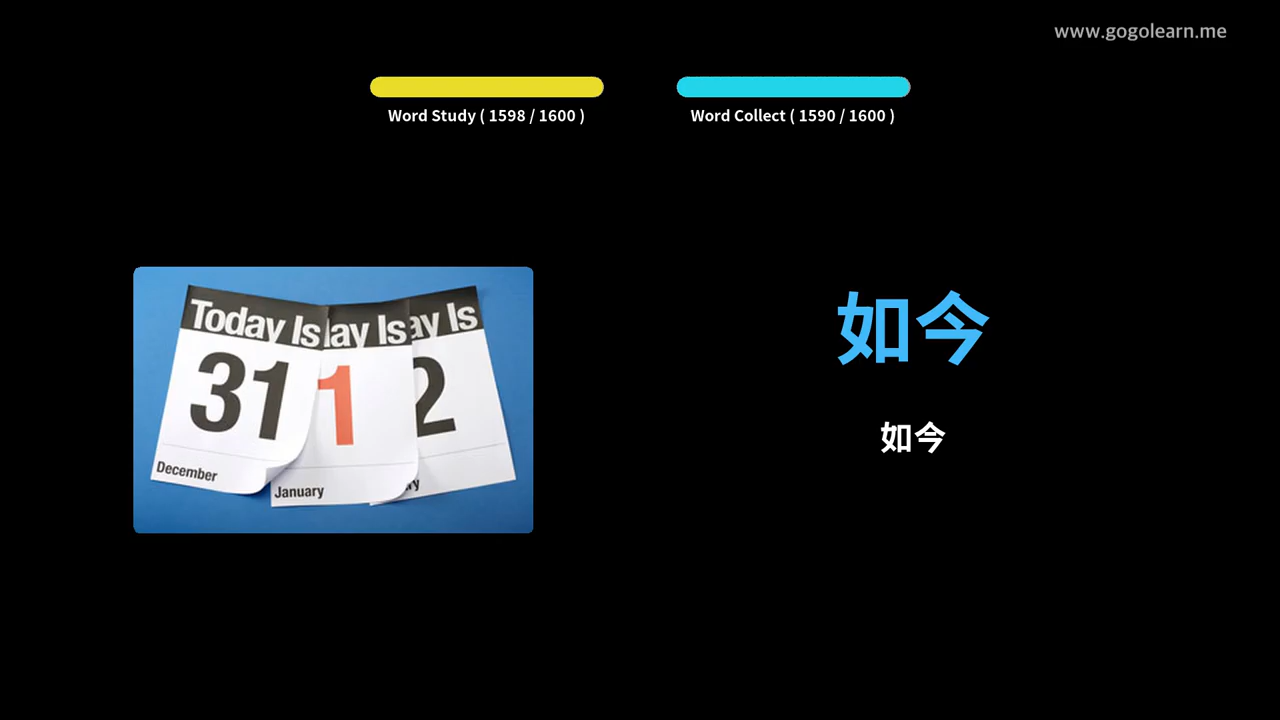 www.gogolearn.me
Word Study ( 1598 / 1600 )
Word Collect ( 1590 / 1600 )
Today Is
31
December
ay Is
1
January
ay Is
2
ry
如今
如今